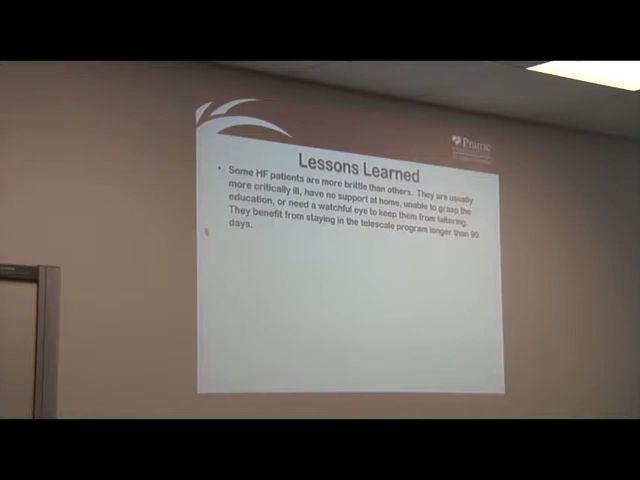 Prairie
Lessons Learned
• Some HF patients are more brittle than others. They are usually
more critically ill, have no support at home, unable to grasp the
education, or need a watchful eye to keep them from faltering.
They benefit from staying in the telescale program longer than 90
days.